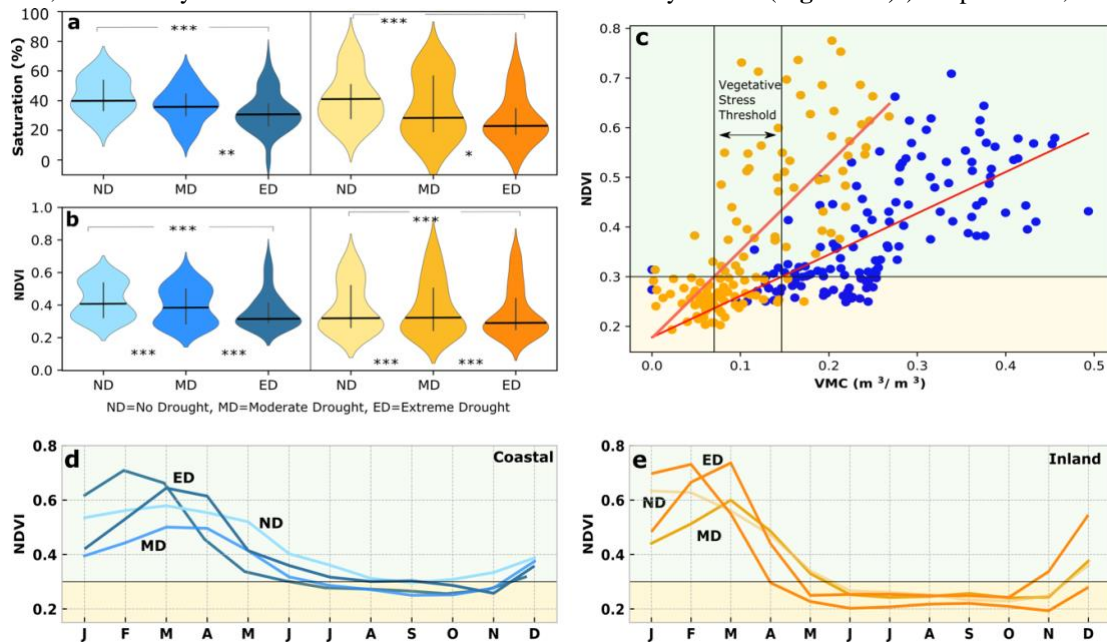 a
***
***
Saturation (%)
100
80
60
40
20
0
**
*
ND
MD
ED
ND
MD
ED
b
***
***
NDVI
1.0
0.8
0.6
0.4
0.2
0.0
***
***
***
***
ND
MD
ED
ND
MD
ED
ND=No Drought, MD=Moderate Drought, ED=Extreme Drought
c
Vegetative
Stress
Threshold
NDVI
0.8
0.7
0.6
0.5
0.4
0.3
0.2
0.0
0.1
0.2
0.3
0.4
0.5
VMC (m ³/ m ³)
d
Coastal
NDVI
0.8
0.6
0.4
0.2
ED
ND
MD
J F M A M J J A S O N D
e
Inland
NDVI
0.8
0.6
0.4
0.2
ED
ND
MD
J F M A M J J A S O N D